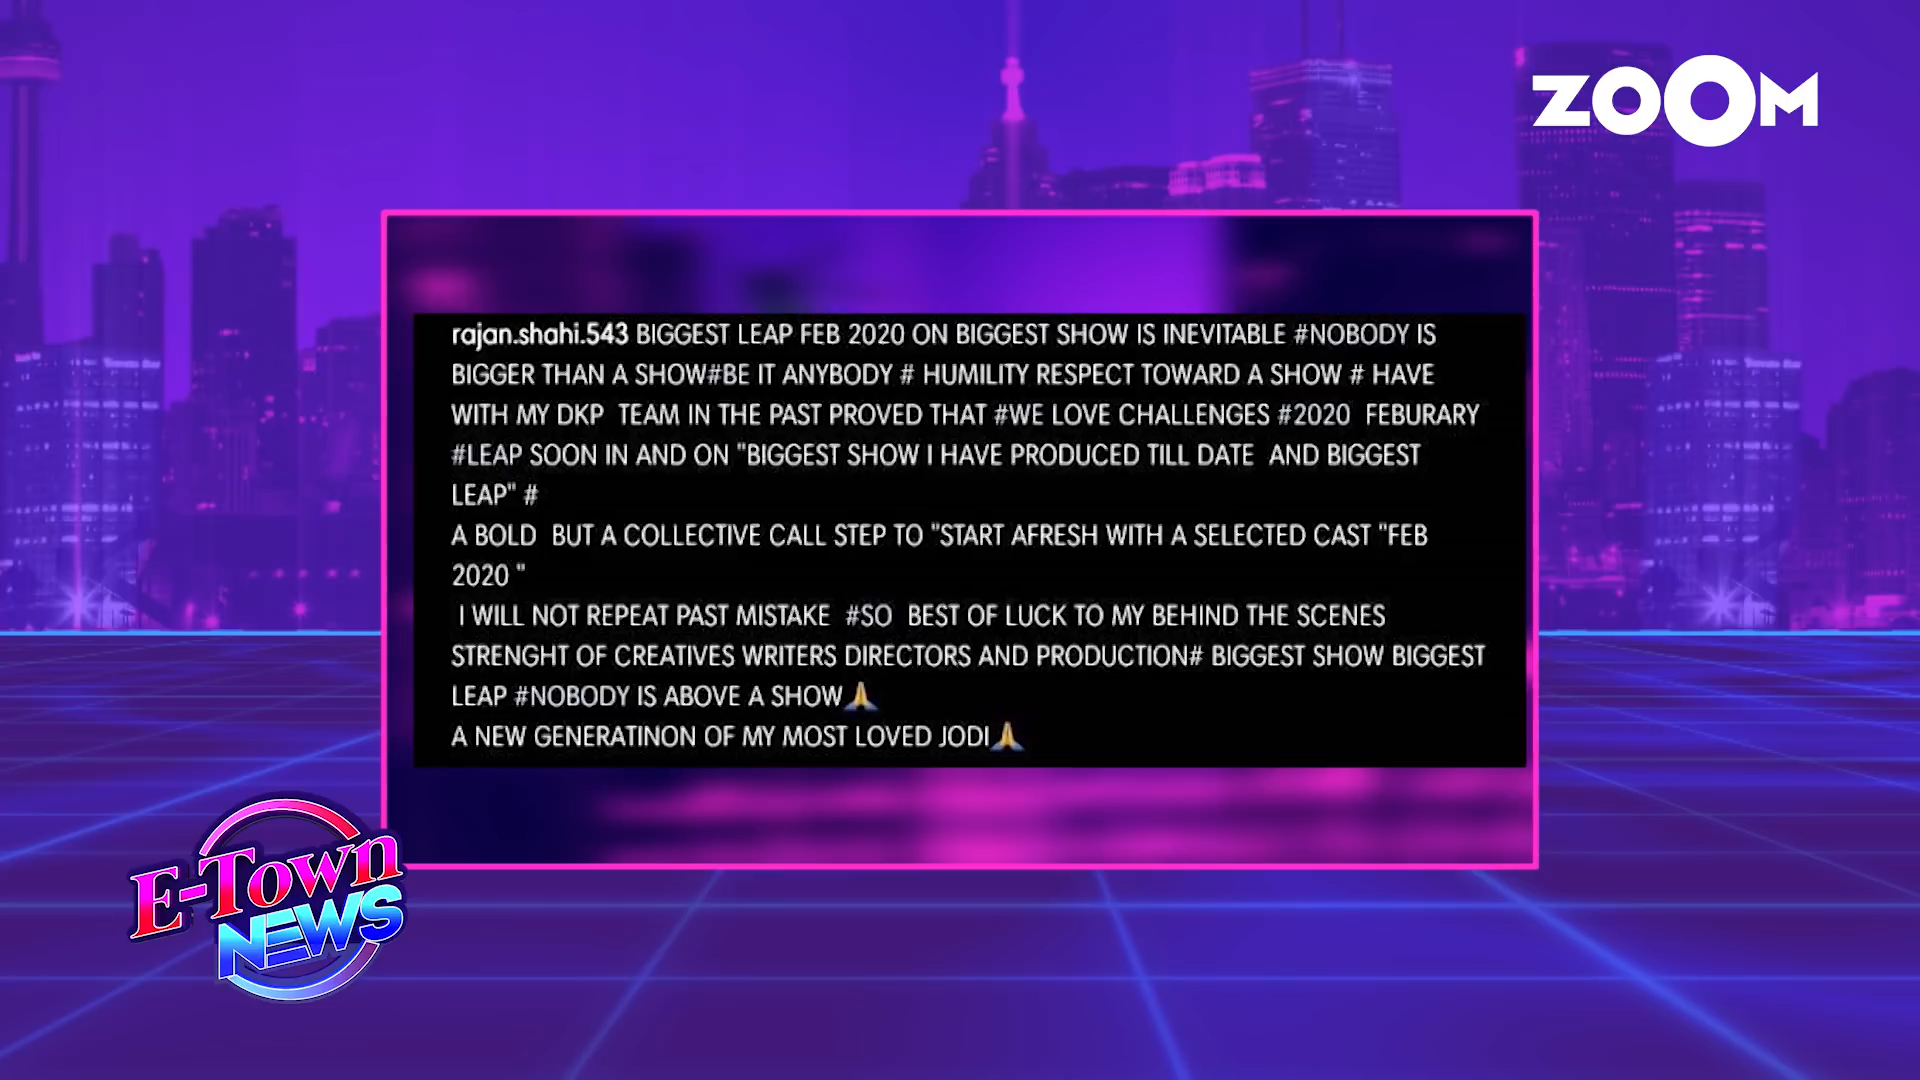 ZOOM
rajan.shahi.543 BIGGEST LEAP FEB 2020 ON BIGGEST SHOW IS INEVITABLE #NOBODY IS
BIGGER THAN A SHOW#BE IT ANYBODY # HUMILITY RESPECT TOWARD A SHOW # HAVE
WITH MY DKP  TEAM IN THE PAST PROVED THAT #WE LOVE CHALLENGES #2020  FEBURARY
#LEAP SOON IN AND ON "BIGGEST SHOW I HAVE PRODUCED TILL DATE  AND BIGGEST
LEAP" #
A BOLD  BUT A COLLECTIVE CALL STEP TO "START AFRESH WITH A SELECTED CAST "FEB
2020 "
I WILL NOT REPEAT PAST MISTAKE  #SO  BEST OF LUCK TO MY BEHIND THE SCENES
STRENGHT OF CREATIVES WRITERS DIRECTORS AND PRODUCTION# BIGGEST SHOW BIGGEST
LEAP #NOBODY IS ABOVE A SHOW🙏
A NEW GENERATINON OF MY MOST LOVED JODI🙏
E-TOWN
NEWS